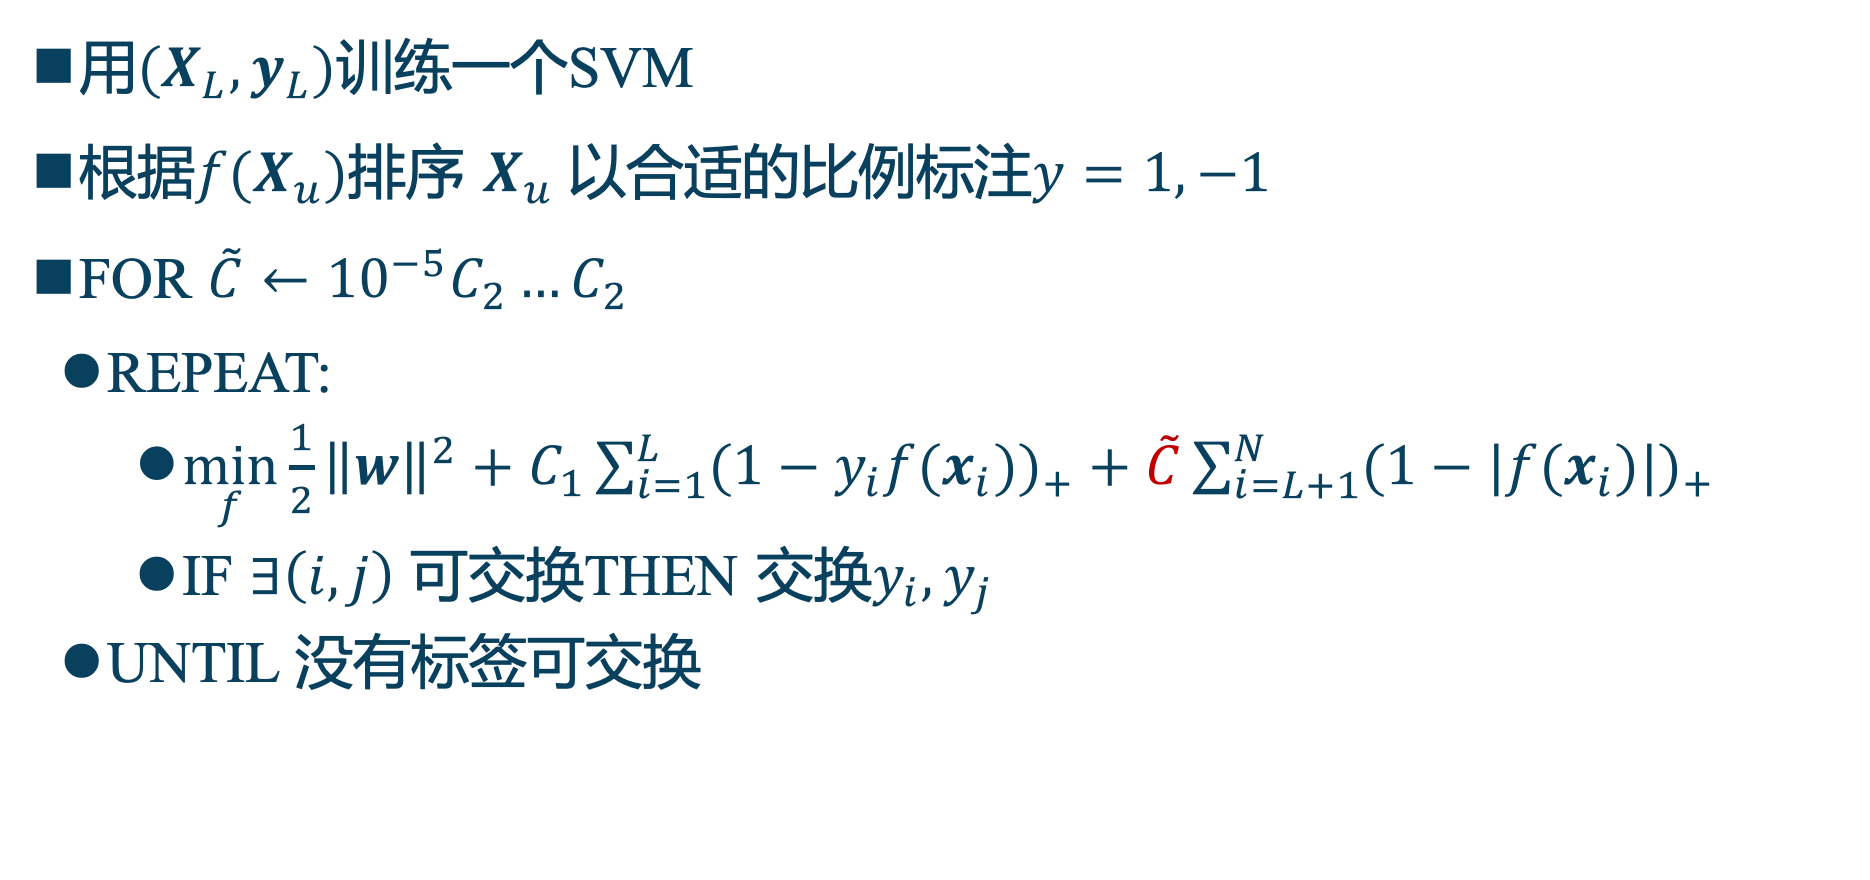 ■用(𝑿_L, 𝒚_L)训练一个SVM
■根据f(𝑿_u)排序 𝑿_u 以合适的比例标注y = 1, −1
■FOR C̃ ← 10^{−5}C_2 … C_2
●REPEAT:
●min_f 1/2 ‖𝒘‖^2 + C_1 ∑_{i=1}^{L}(1 − y_i f(𝒙_i))_+ + C̃ ∑_{i=L+1}^{N}(1 − |f(𝒙_i)|)_+
●IF ∃(i, j) 可交换THEN 交换y_i, y_j
●UNTIL 没有标签可交换